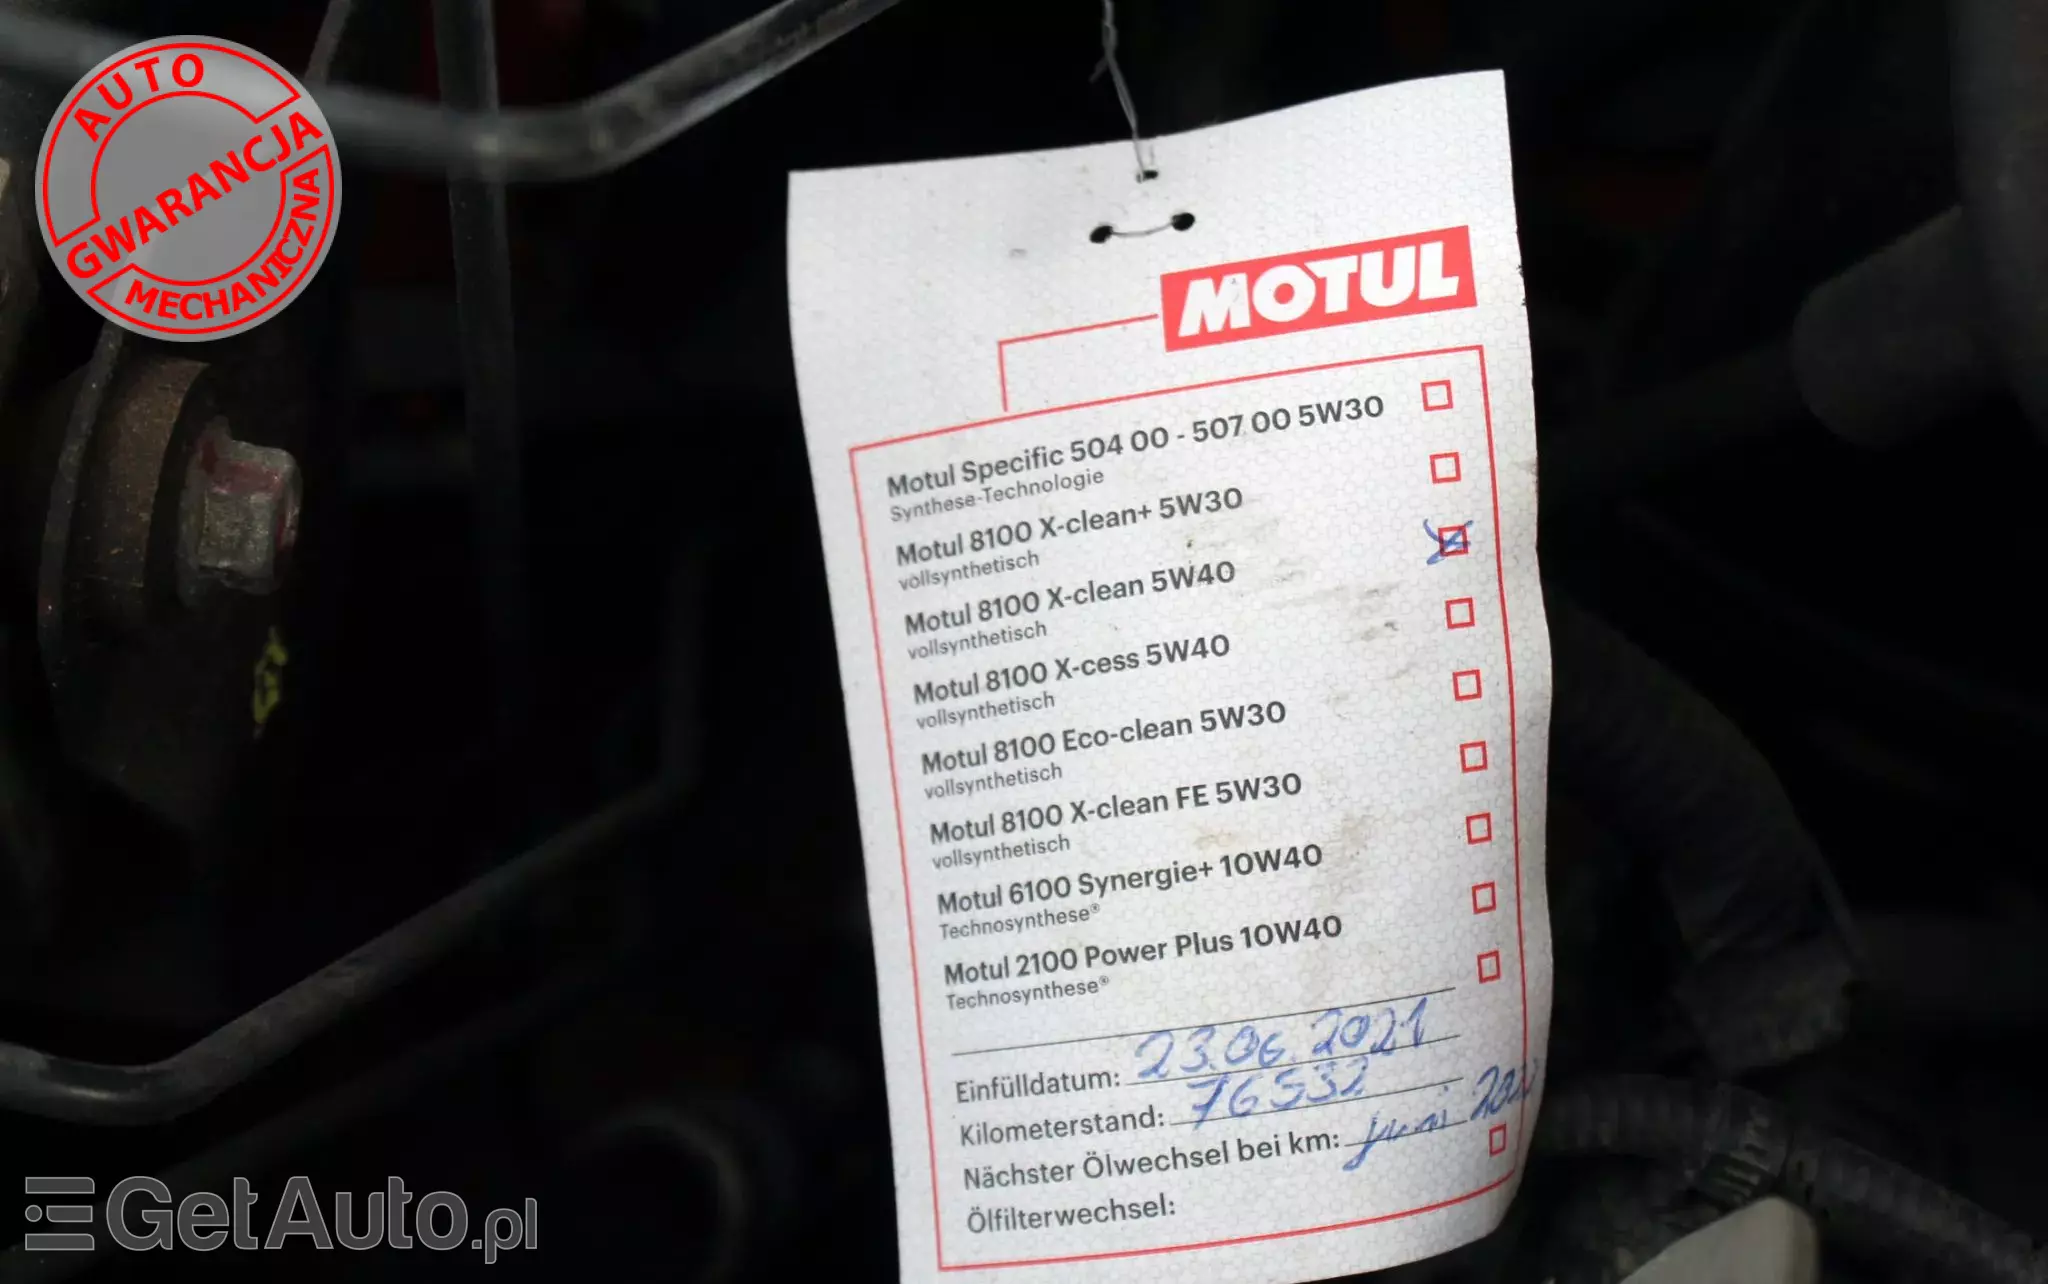 AUTO
GWARANCJA
MECHANICZNA
MOTUL
Motul Specific 504 00 - 507 00 5W30
Synthese-Technologie
Motul 8100 X-clean+ 5W30
vollsynthetisch
Motul 8100 X-clean 5W40
vollsynthetisch
Motul 8100 X-cess 5W40
vollsynthetisch
Motul 8100 Eco-clean 5W30
vollsynthetisch
Motul 8100 X-clean FE 5W30
vollsynthetisch
Motul 6100 Synergie+ 10W40
Technosynthese®
Motul 2100 Power Plus 10W40
Technosynthese®
Einfülldatum: 23.06.2021
Kilometerstand: 76532
Nächster Ölwechsel bei km: Juni
Ölfilterwechsel:
GetAuto.pl